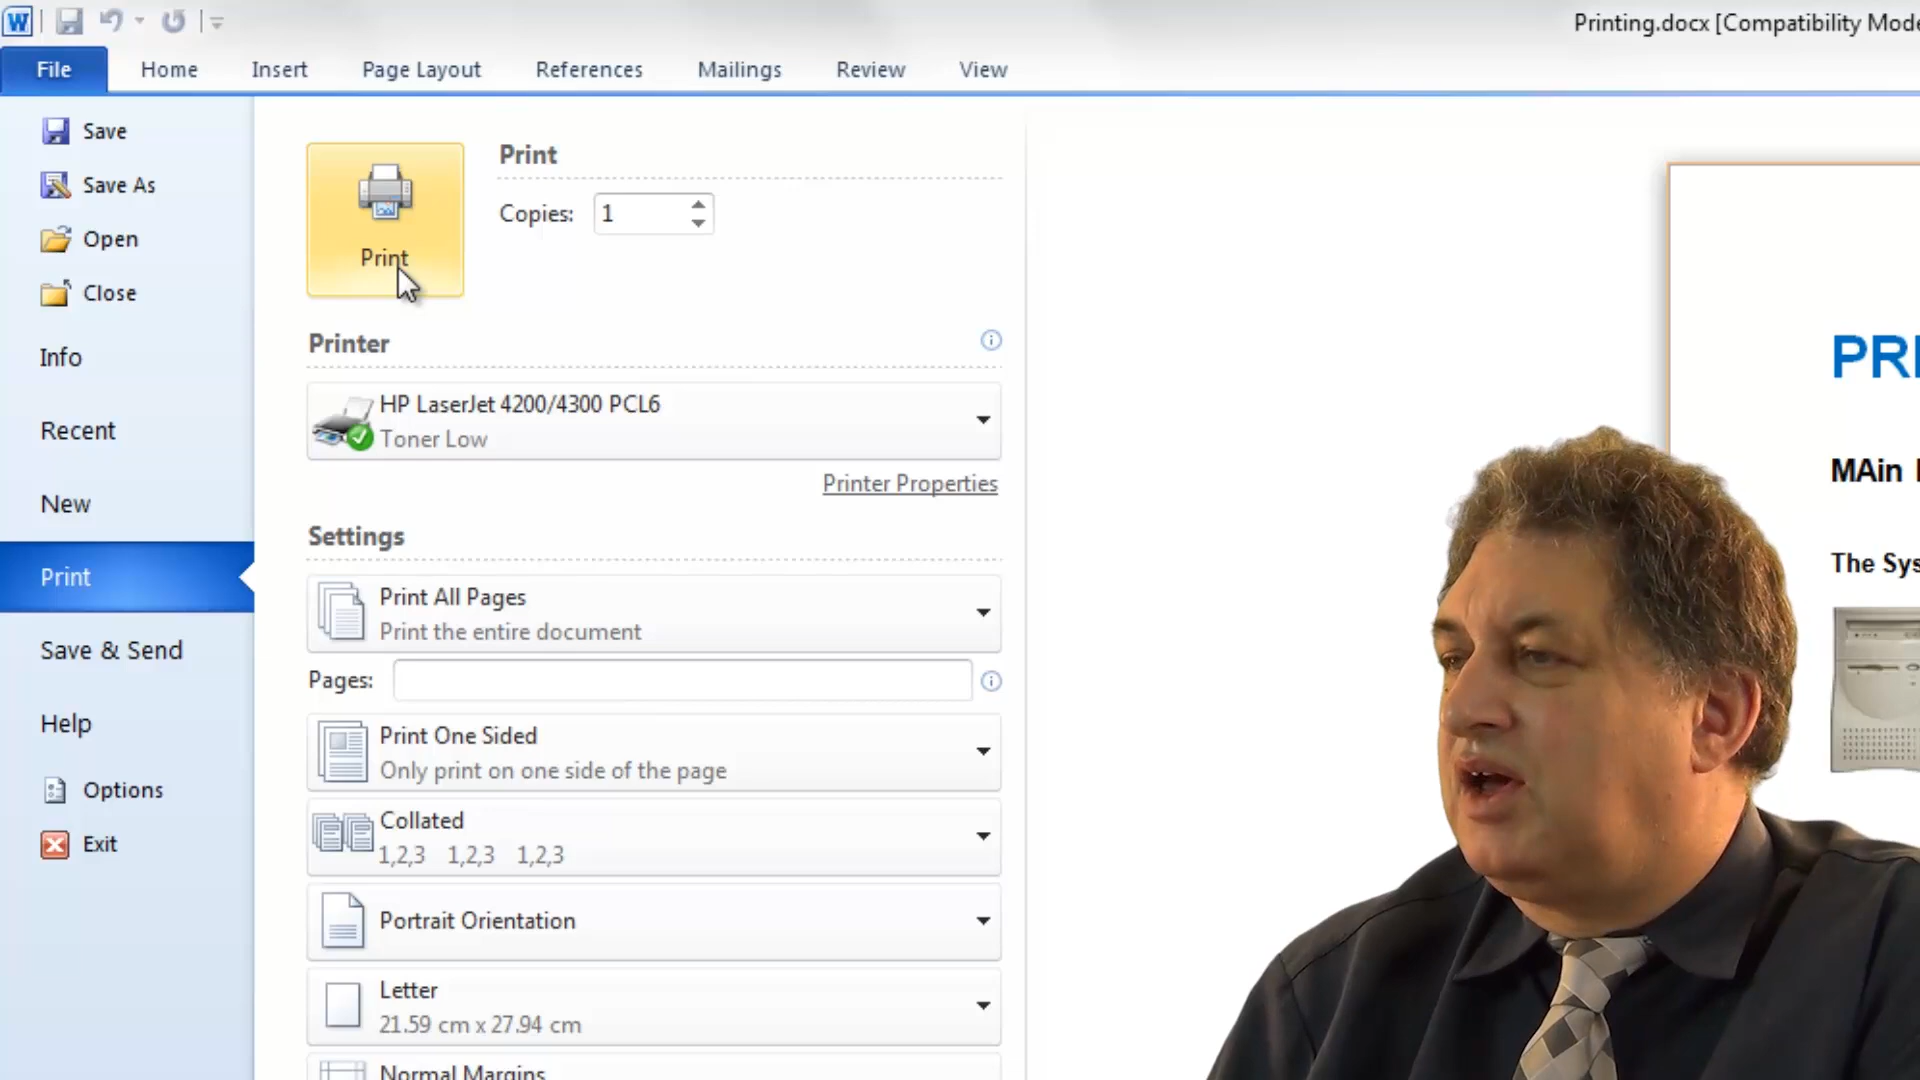 W
Printing.docx [Compatibility Mode
File Home Insert Page Layout References Mailings Review View
Save
Save As
Open
Close
Info
Recent
New
Print
Save & Send
Help
Options
Exit
Print
Print
Copies: 1
Printer
HP LaserJet 4200/4300 PCL6
Toner Low
Printer Properties
Settings
Print All Pages
Print the entire document
Pages:
Print One Sided
Only print on one side of the page
Collated
1,2,3 1,2,3 1,2,3
Portrait Orientation
Letter
21.59 cm x 27.94 cm
Normal Margins
PRI
MAin
The Sys